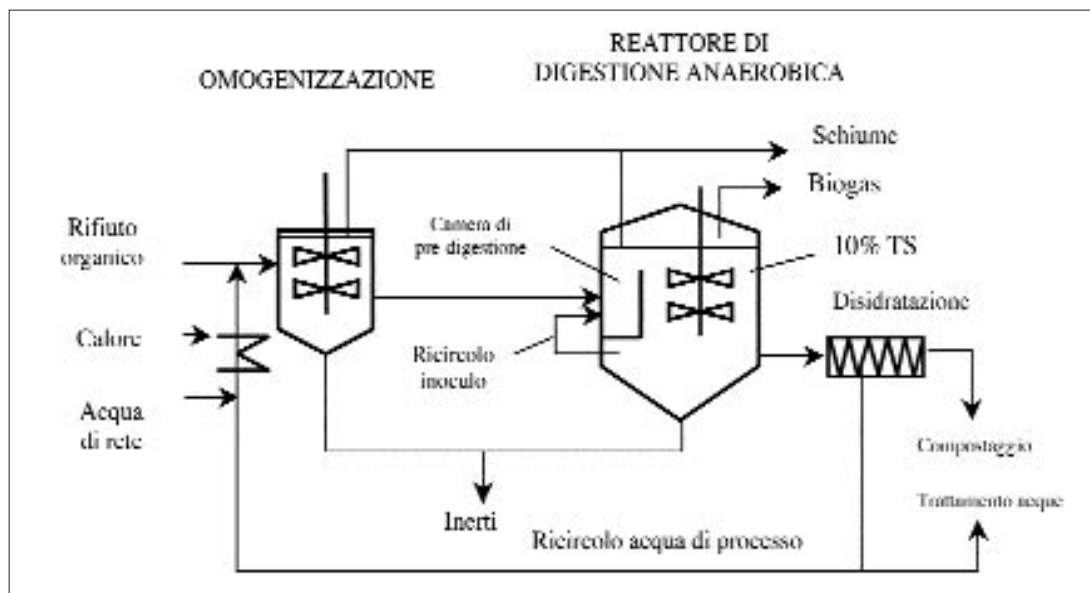 REATTORE DI
DIGESTIONE ANAEROBICA
OMOGENIZZAZIONE
Schiume
Biogas
Rifiuto
organico
Camera di
pre digestione
10% TS
Disidratazione
Calore
Ricircolo
inoculo
Acqua
di rete
Compostaggio
Trattamento acque
Inerti
Ricircolo acqua di processo